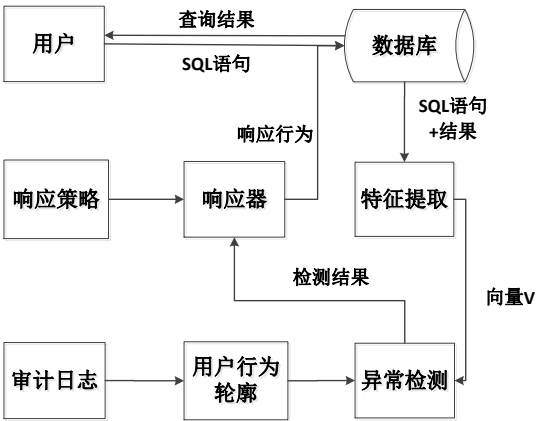 用户
查询结果
SQL语句
数据库
响应行为
SQL语句
+结果
响应策略
响应器
特征提取
检测结果
向量V
审计日志
用户行为
轮廓
异常检测